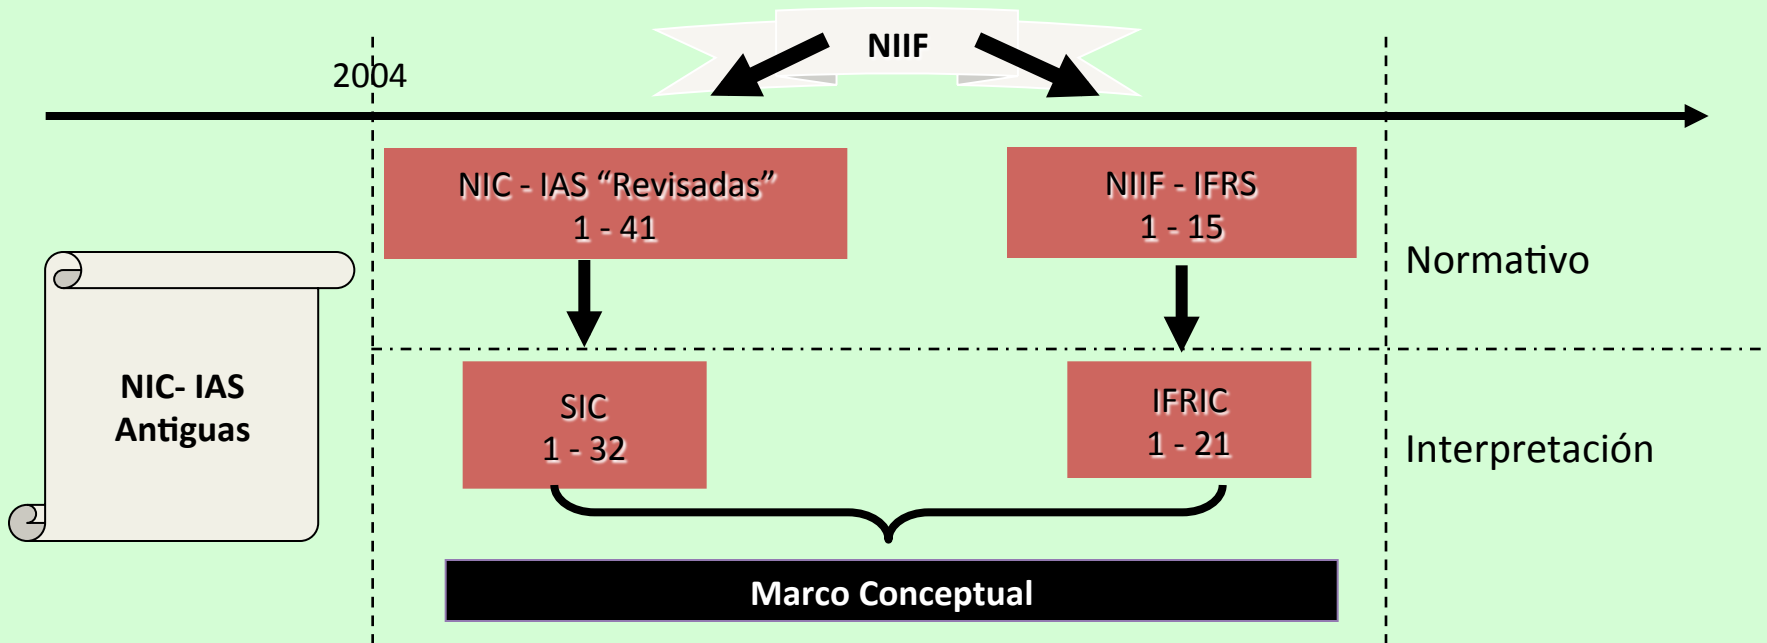 NIIF
2004
NIC - IAS “Revisadas”
1 - 41
NIIF - IFRS
1 - 15
Normativo
NIC- IAS
Antiguas
SIC
1 - 32
IFRIC
1 - 21
Interpretación
Marco Conceptual